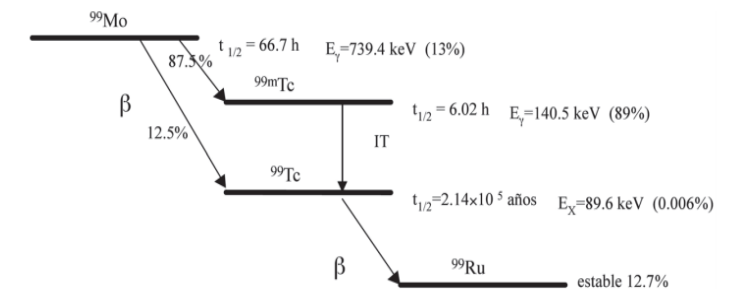 ⁹⁹Mo
t 1/2 = 66.7 h Eγ=739.4 keV (13%)
87.5%
⁹⁹ᵐTc
β
t1/2 = 6.02 h Eγ=140.5 keV (89%)
12.5%
IT
⁹⁹Tc
t1/2=2.14×10 ⁵ años EX=89.6 keV (0.006%)
β
⁹⁹Ru
estable 12.7%